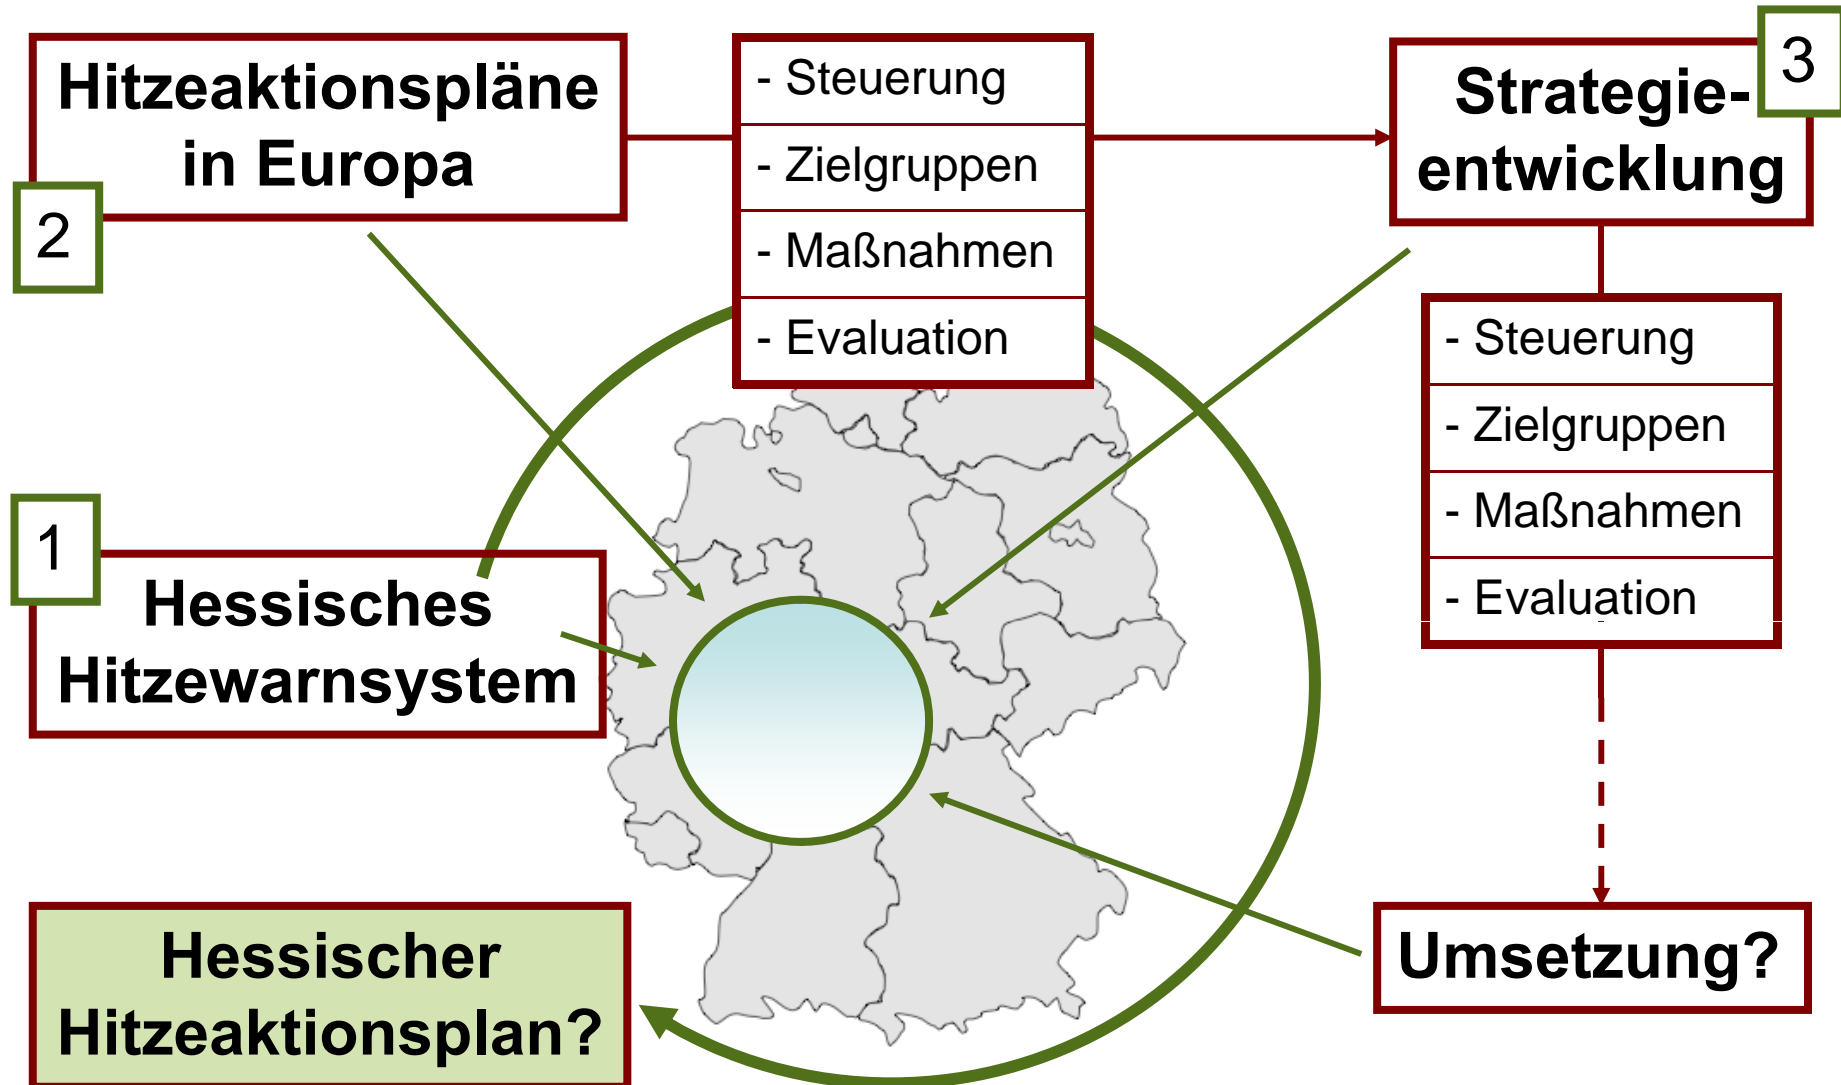 Hitzeaktionspläne
in Europa
2
- Steuerung
- Zielgruppen
- Maßnahmen
- Evaluation
3
Strategie-
entwicklung
- Steuerung
- Zielgruppen
- Maßnahmen
- Evaluation
1
Hessisches
Hitzewarnsystem
Hessischer
Hitzeaktionsplan?
Umsetzung?